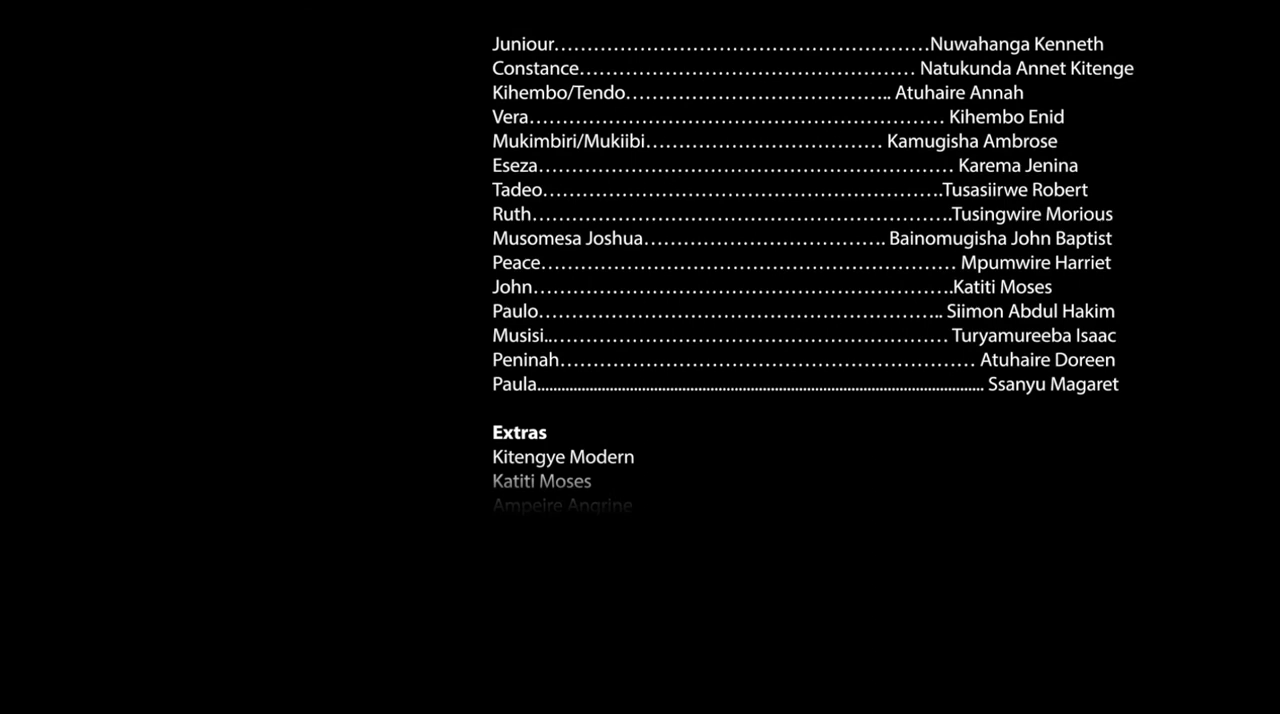 Juniour……………………………………………………Nuwahanga Kenneth
Constance…………………………………………… Natukunda Annet Kitenge
Kihembo/Tendo………………………………….. Atuhaire Annah
Vera……………………………………………………… Kihembo Enid
Mukimbiri/Mukiibi……………………………… Kamugisha Ambrose
Eseza……………………………………………………… Karema Jenina
Tadeo…………………………………………………….Tusasiirwe Robert
Ruth……………………………………………………….Tusingwire Morious
Musomesa Joshua………………………………. Bainomugisha John Baptist
Peace……………………………………………………… Mpumwire Harriet
John……………………………………………………….Katiti Moses
Paulo…………………………………………………….. Siimon Abdul Hakim
Musisi..…………………………………………………… Turyamureeba Isaac
Peninah……………………………………………………… Atuhaire Doreen
Paula.............................................................................................................. Ssanyu Magaret
Extras
Kitengye Modern
Katiti Moses
Ampeire Angrine